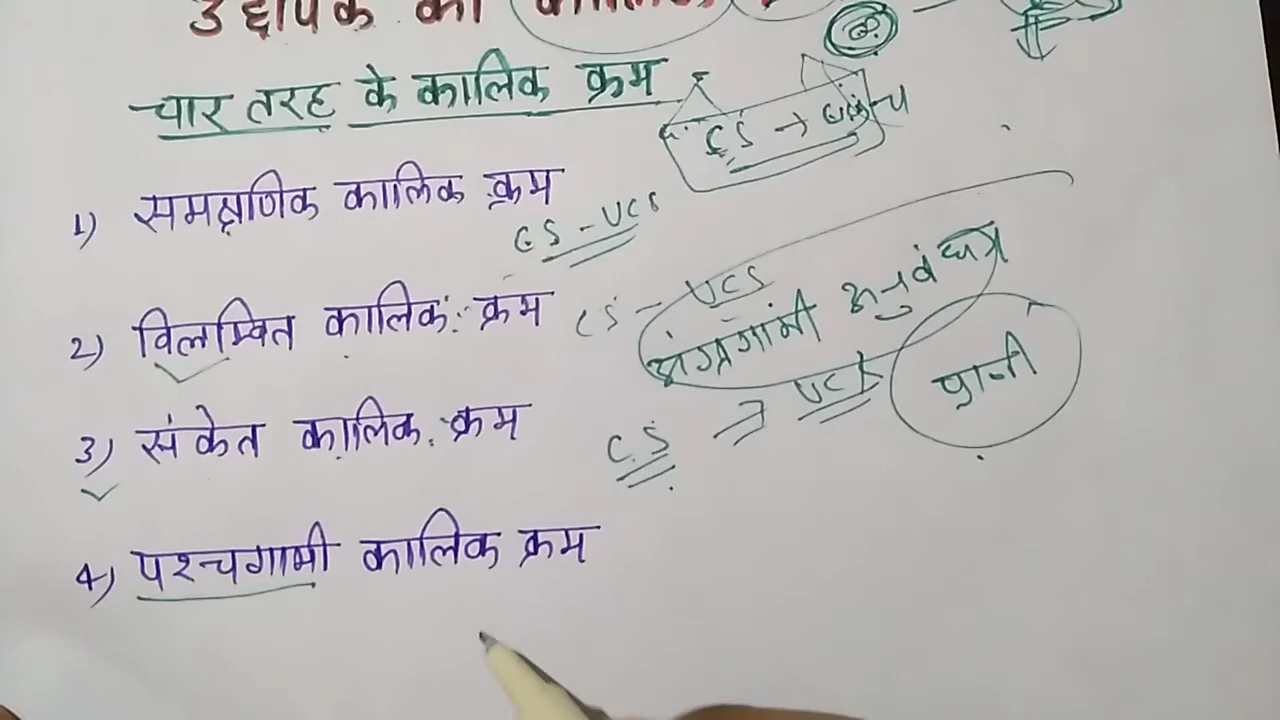 उद्दीपक का
चार तरह के कालिक क्रम
CS →
1) समक्षणिक कालिक क्रम
CS - UCS
2) विलम्बित कालिक क्रम
CS - UCS
अग्रगामी अनुबंधन
3) संकेत कालिक क्रम
CS → UCS
पानी
4) पश्चगामी कालिक क्रम